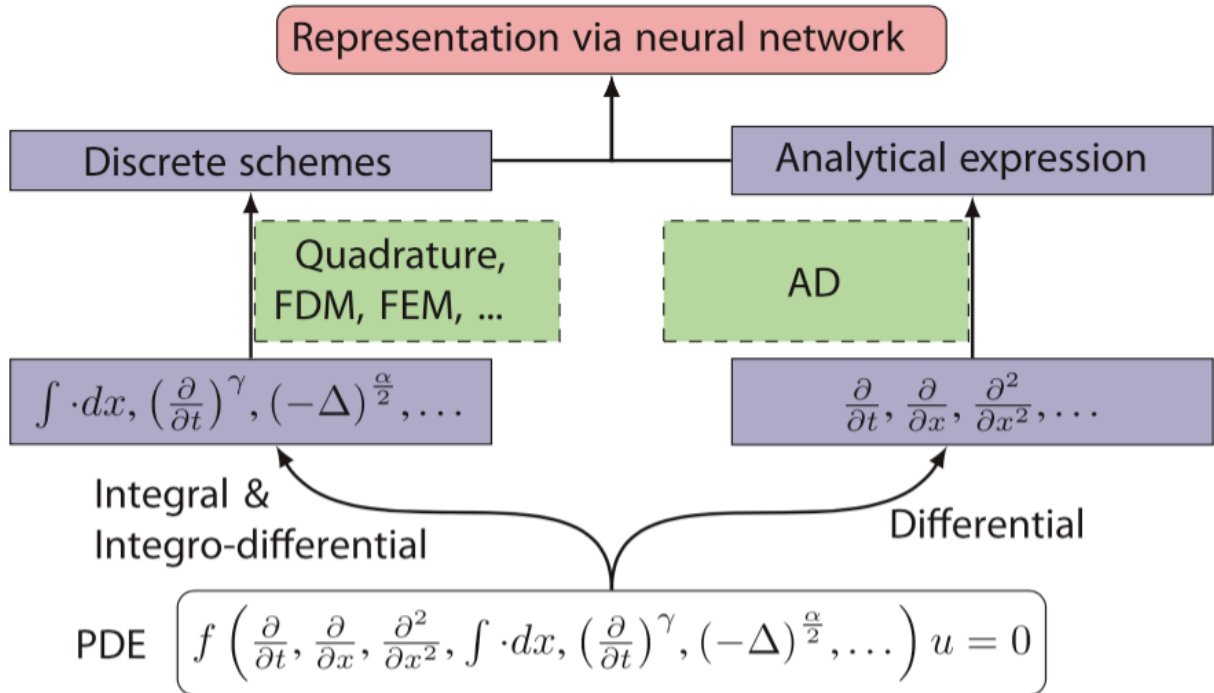 Representation via neural network
Discrete schemes
Analytical expression
Quadrature,
FDM, FEM, ...
AD
∫ ·dx, (∂/∂t)^γ, (−Δ)^(α/2), …
∂/∂t, ∂/∂x, ∂²/∂x², …
Integral &
Integro-differential
Differential
PDE f (∂/∂t, ∂/∂x, ∂²/∂x², ∫ ·dx, (∂/∂t)^γ, (−Δ)^(α/2), …) u = 0